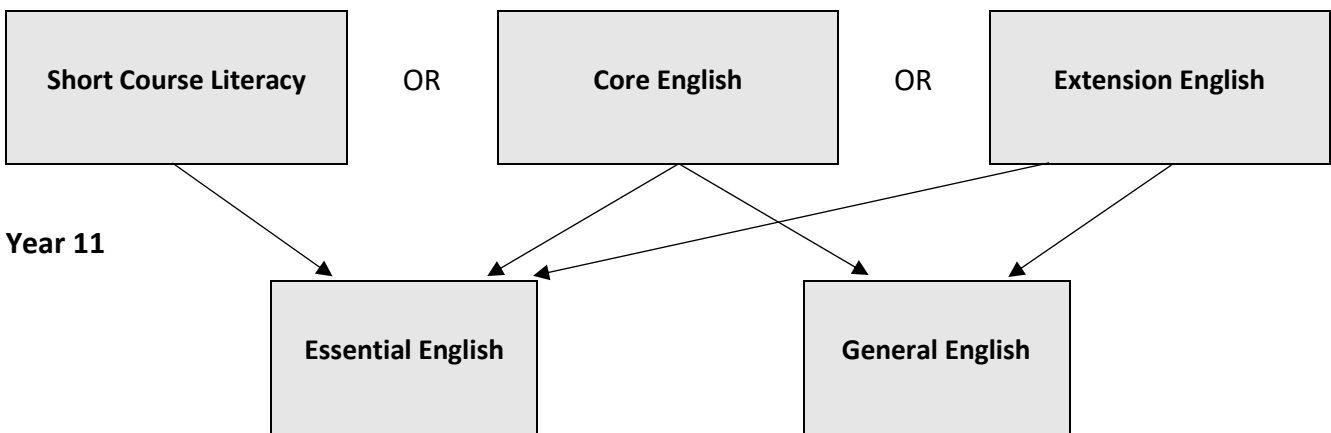 Short Course Literacy OR Core English OR Extension English
Year 11
Essential English General English